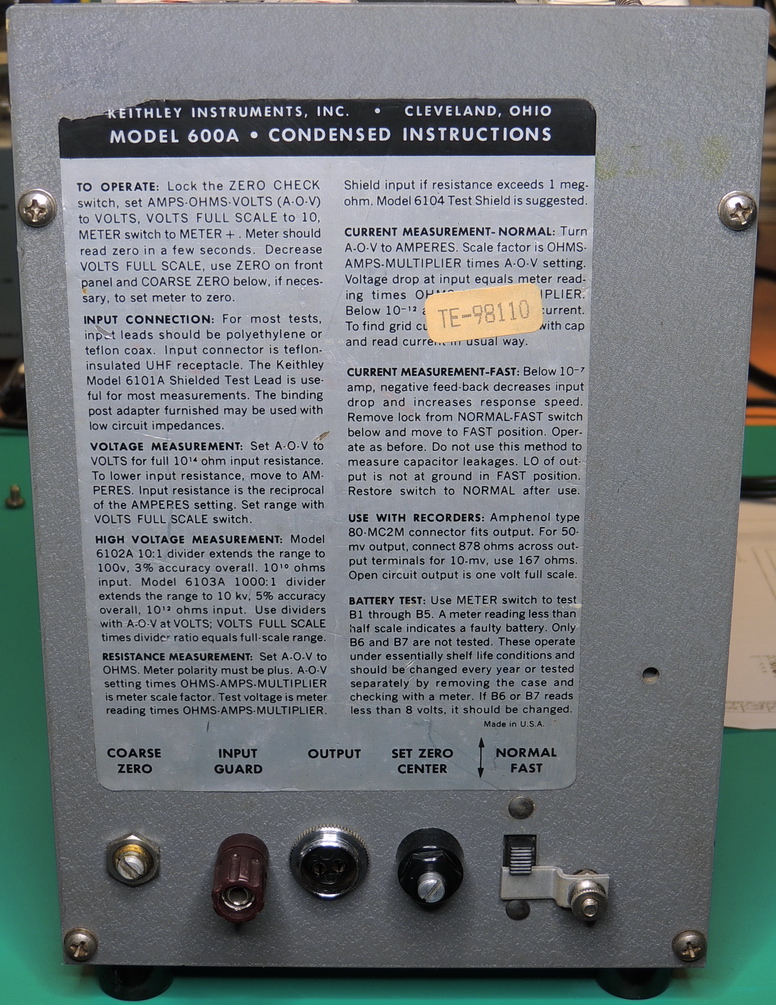 KEITHLEY INSTRUMENTS, INC. • CLEVELAND, OHIO
MODEL 600A • CONDENSED INSTRUCTIONS
TO OPERATE: Lock the ZERO CHECK
switch, set AMPS-OHMS-VOLTS (A-O-V)
to VOLTS, VOLTS FULL SCALE to 10,
METER switch to METER +. Meter should
read zero in a few seconds. Decrease
VOLTS FULL SCALE, use ZERO on front
panel and COARSE ZERO below, if neces-
sary, to set meter to zero.
INPUT CONNECTION: For most tests,
input leads should be polyethylene or
teflon coax. Input connector is teflon-
insulated UHF receptacle. The Keithley
Model 6101A Shielded Test Lead is use-
ful for most measurements. The binding
post adapter furnished may be used with
low circuit impedances.
VOLTAGE MEASUREMENT: Set A-O-V to
VOLTS for full 10¹⁴ ohm input resistance.
To lower input resistance, move to AM-
PERES. Input resistance is the reciprocal
of the AMPERES setting. Set range with
VOLTS FULL SCALE switch.
HIGH VOLTAGE MEASUREMENT: Model
6102A 10:1 divider extends the range to
100v, 3% accuracy overall. 10¹⁰ ohms
input. Model 6103A 1000:1 divider
extends the range to 10 kv, 5% accuracy
overall, 10¹² ohms input. Use dividers
with A-O-V at VOLTS; VOLTS FULL SCALE
times divider ratio equals full-scale range.
RESISTANCE MEASUREMENT: Set A-O-V to
OHMS. Meter polarity must be plus. A-O-V
setting times OHMS-AMPS-MULTIPLIER
is meter scale factor. Test voltage is meter
reading times OHMS-AMPS-MULTIPLIER.
Shield input if resistance exceeds 1 meg-
ohm. Model 6104 Test Shield is suggested.
CURRENT MEASUREMENT-NORMAL: Turn
A-O-V to AMPERES. Scale factor is OHMS-
AMPS-MULTIPLIER times A-O-V setting.
Voltage drop at input equals meter read-
ing times
Below 10⁻¹² current.
To find grid with cap
and read current in usual way.
TE-98110
CURRENT MEASUREMENT-FAST: Below 10⁻⁷
amp, negative feed-back decreases input
drop and increases response speed.
Remove lock from NORMAL-FAST switch
below and move to FAST position. Oper-
ate as before. Do not use this method to
measure capacitor leakages. LO of out-
put is not at ground in FAST position.
Restore switch to NORMAL after use.
USE WITH RECORDERS: Amphenol type
80-MC2M connector fits output. For 50-
mv output, connect 878 ohms across out-
put terminals for 10-mv, use 167 ohms.
Open circuit output is one volt full scale.
BATTERY TEST: Use METER switch to test
B1 through B5. A meter reading less than
half scale indicates a faulty battery. Only
B6 and B7 are not tested. These operate
under essentially shelf life conditions and
should be changed every year or tested
separately by removing the case and
checking with a meter. If B6 or B7 reads
less than 8 volts, it should be changed.
Made in U.S.A.
COARSE ZERO
INPUT GUARD
OUTPUT
SET ZERO CENTER
NORMAL FAST